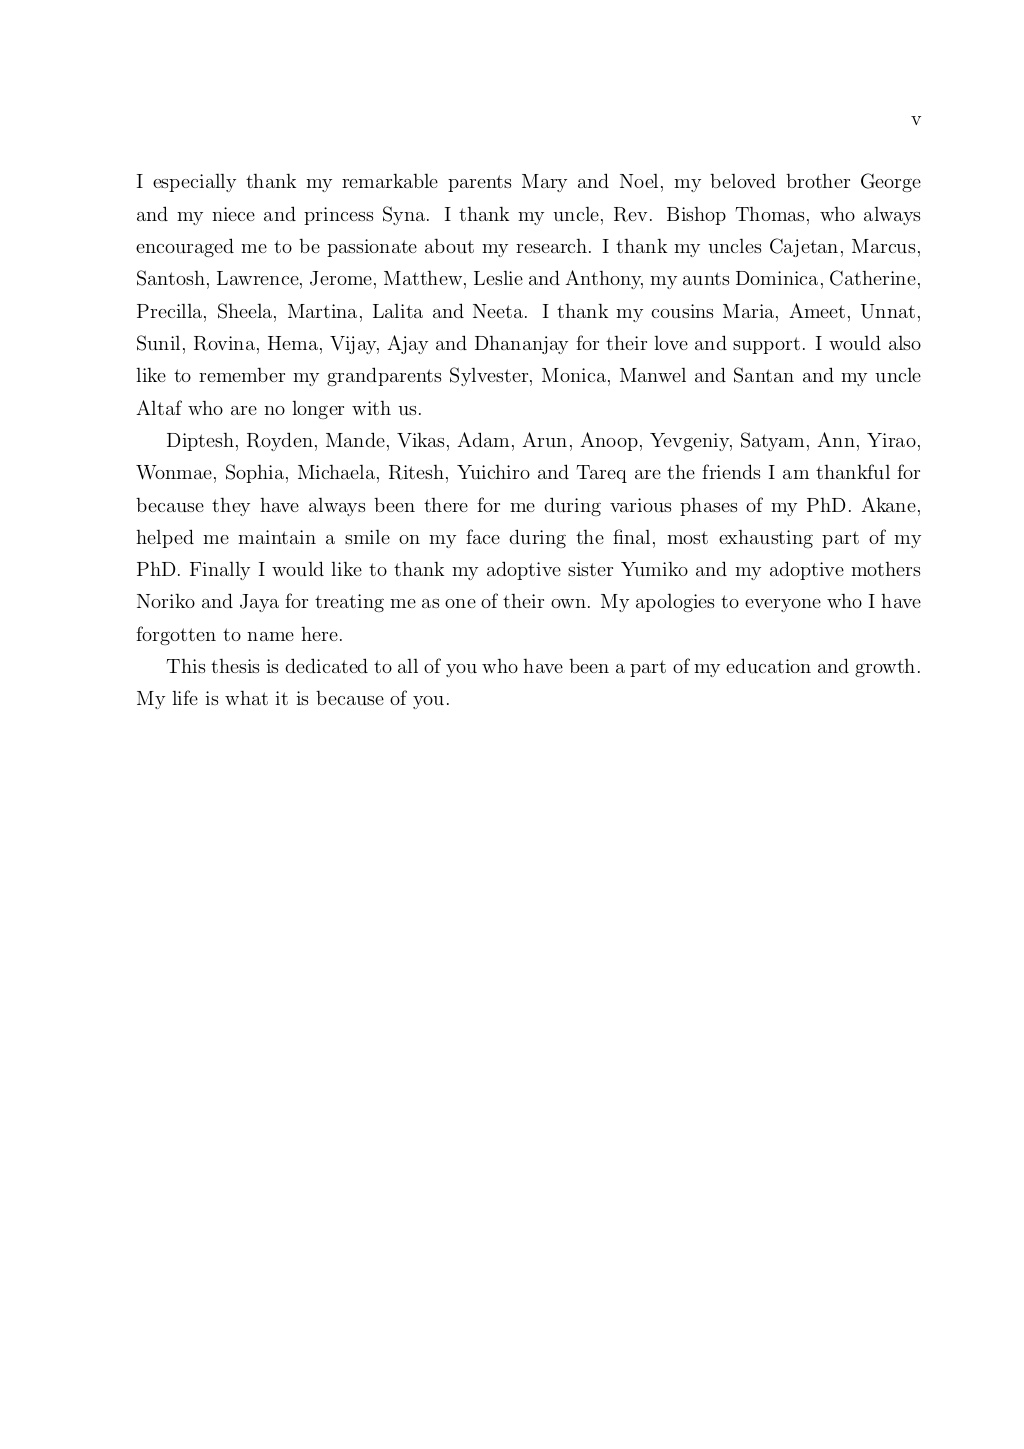 v
I especially thank my remarkable parents Mary and Noel, my beloved brother George
and my niece and princess Syna. I thank my uncle, Rev. Bishop Thomas, who always
encouraged me to be passionate about my research. I thank my uncles Cajetan, Marcus,
Santosh, Lawrence, Jerome, Matthew, Leslie and Anthony, my aunts Dominica, Catherine,
Precilla, Sheela, Martina, Lalita and Neeta. I thank my cousins Maria, Ameet, Unnat,
Sunil, Rovina, Hema, Vijay, Ajay and Dhananjay for their love and support. I would also
like to remember my grandparents Sylvester, Monica, Manwel and Santan and my uncle
Altaf who are no longer with us.
Diptesh, Royden, Mande, Vikas, Adam, Arun, Anoop, Yevgeniy, Satyam, Ann, Yirao,
Wonmae, Sophia, Michaela, Ritesh, Yuichiro and Tareq are the friends I am thankful for
because they have always been there for me during various phases of my PhD. Akane,
helped me maintain a smile on my face during the final, most exhausting part of my
PhD. Finally I would like to thank my adoptive sister Yumiko and my adoptive mothers
Noriko and Jaya for treating me as one of their own. My apologies to everyone who I have
forgotten to name here.
This thesis is dedicated to all of you who have been a part of my education and growth.
My life is what it is because of you.